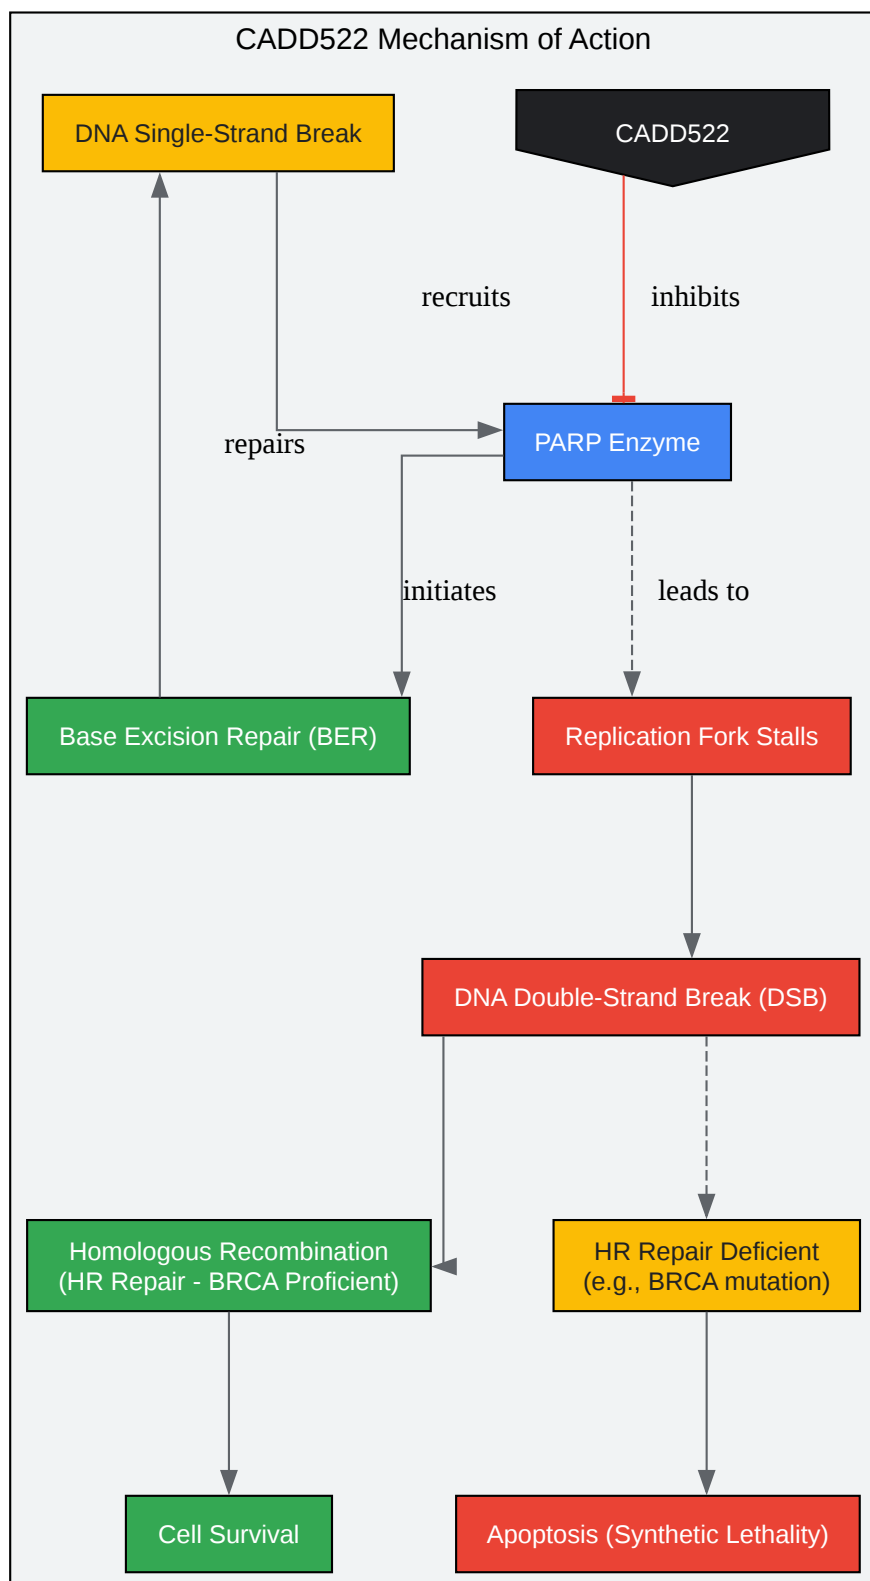 CADD522 Mechanism of Action
DNA Single-Strand Break
CADD522
recruits
inhibits
PARP Enzyme
repairs
initiates
leads to
Base Excision Repair (BER)
Replication Fork Stalls
DNA Double-Strand Break (DSB)
Homologous Recombination
(HR Repair - BRCA Proficient)
HR Repair Deficient
(e.g., BRCA mutation)
Cell Survival
Apoptosis (Synthetic Lethality)